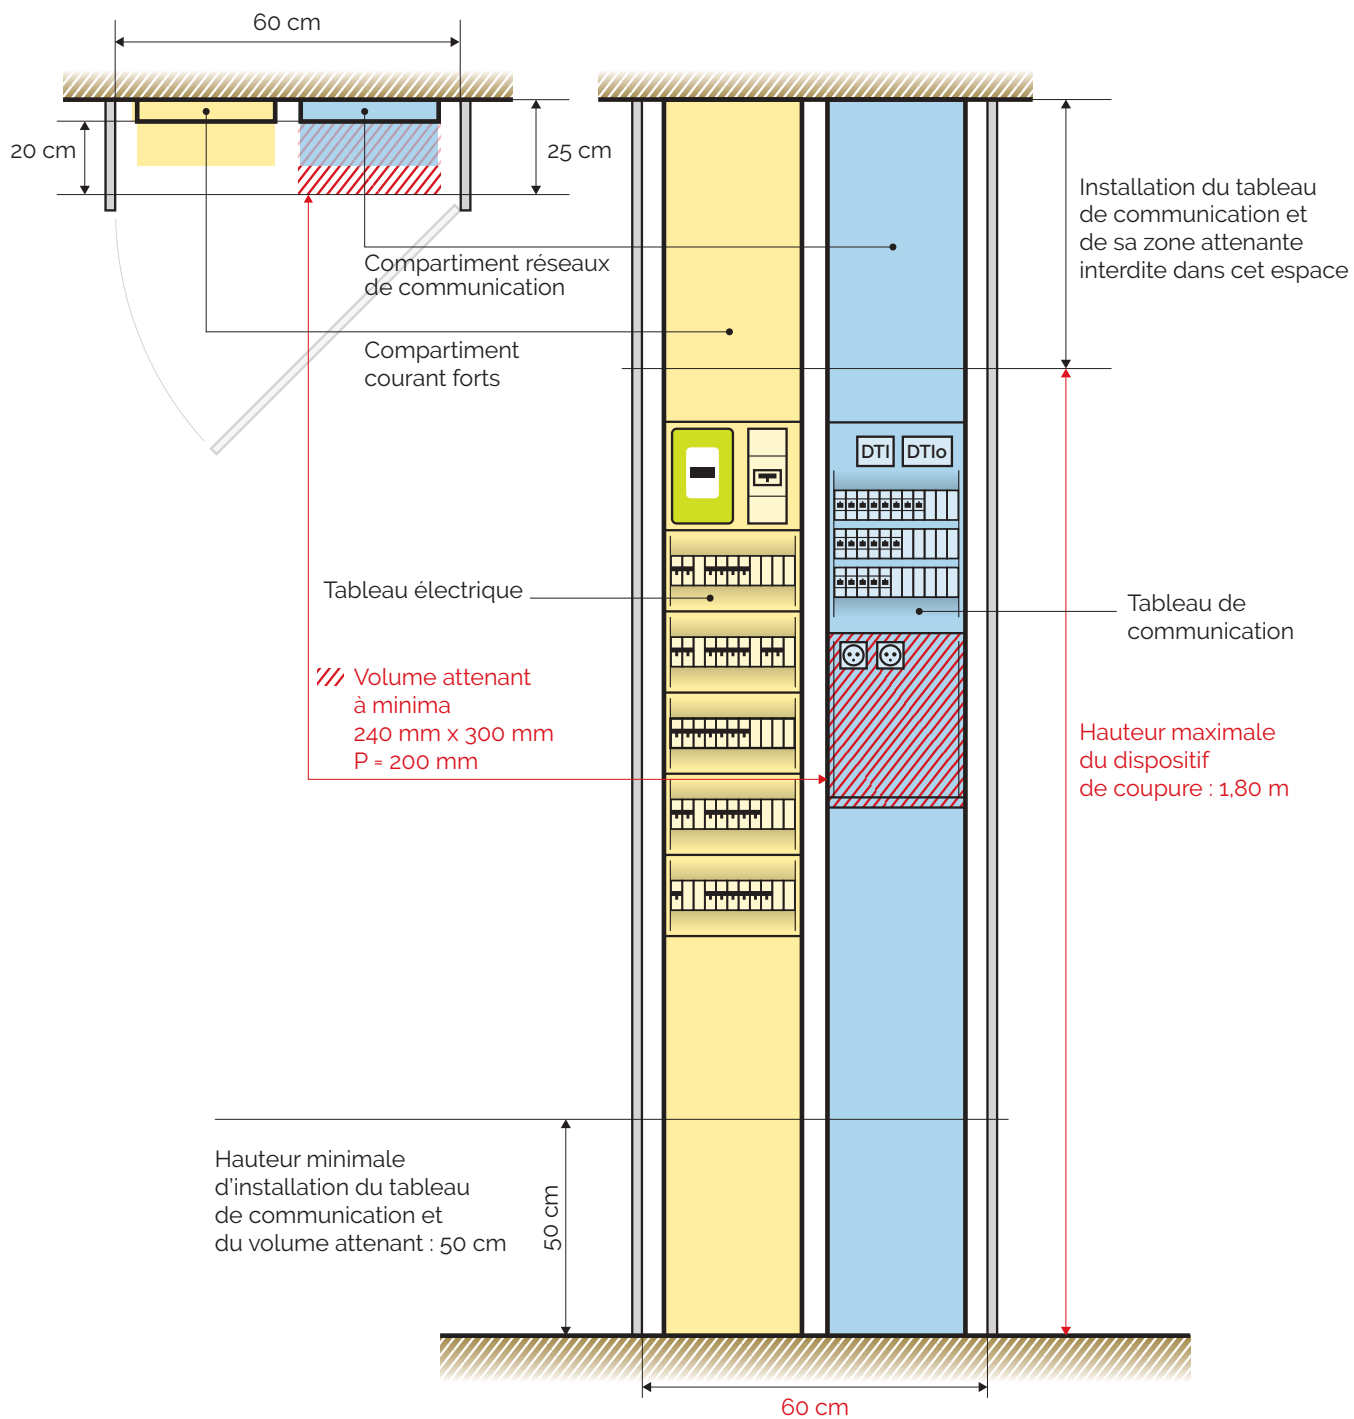 60 cm
20 cm
25 cm
Installation du tableau
de communication et
de sa zone attenante
interdite dans cet espace
Compartiment réseaux
de communication
Compartiment
courant forts
DTI
DTIo
Tableau électrique
Tableau de
communication
Volume attenant
à minima
240 mm x 300 mm
P = 200 mm
Hauteur maximale
du dispositif
de coupure : 1,80 m
Hauteur minimale
d'installation du tableau
de communication et
du volume attenant : 50 cm
50 cm
60 cm